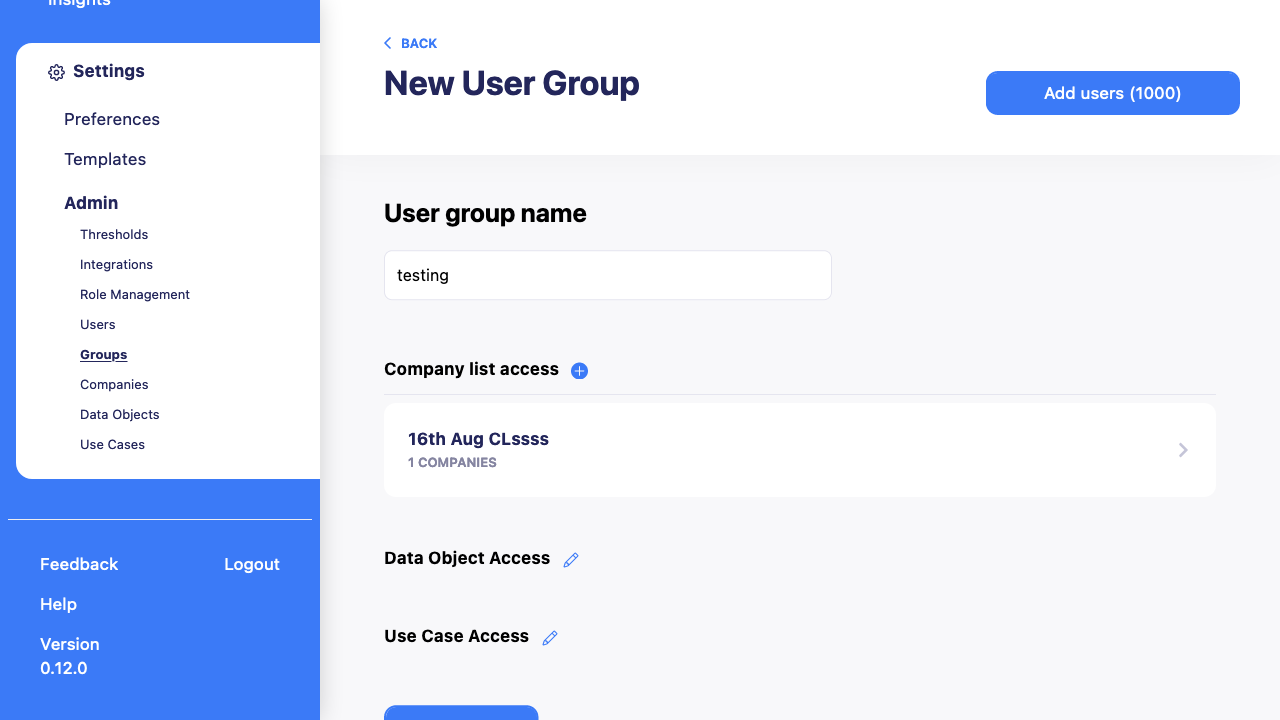 Insights
Settings
Preferences
Templates
Admin
Thresholds
Integrations
Role Management
Users
Groups
Companies
Data Objects
Use Cases
Feedback
Logout
Help
Version
0.12.0
BACK
New User Group
Add users (1000)
User group name
testing
Company list access
16th Aug CLssss
1 COMPANIES
Data Object Access
Use Case Access